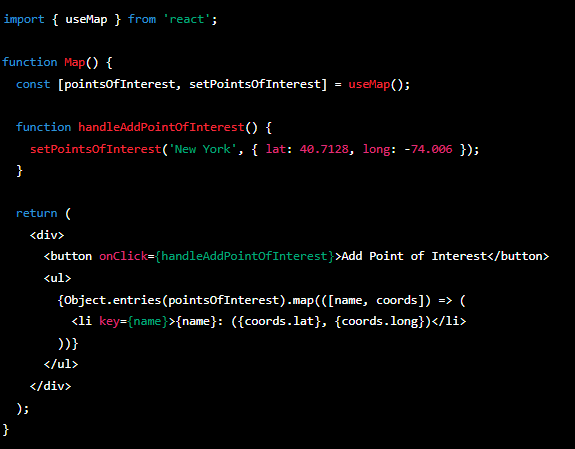 import { useMap } from 'react';
function Map() {
const [pointsOfInterest, setPointsOfInterest] = useMap();
function handleAddPointOfInterest() {
setPointsOfInterest('New York', { lat: 40.7128, long: -74.006 });
}
return (
<div>
<button onClick={handleAddPointOfInterest}>Add Point of Interest</button>
<ul>
{Object.entries(pointsOfInterest).map(([name, coords]) => (
<li key={name}>{name}: ({coords.lat}, {coords.long})</li>
))}
</ul>
</div>
);
}